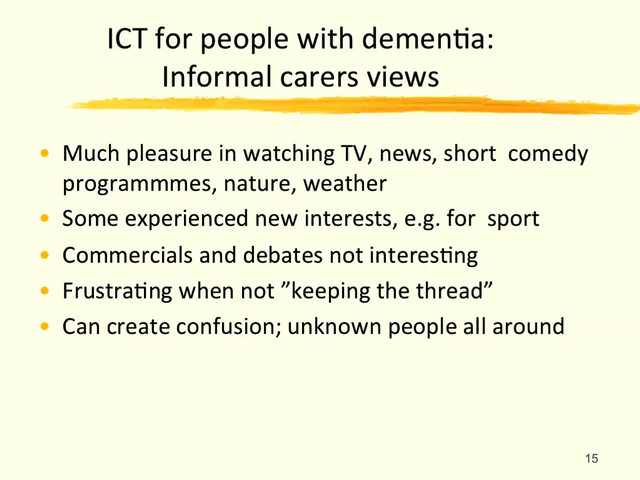 ICT for people with dementia:
Informal carers views
• Much pleasure in watching TV, news, short  comedy
programmmes, nature, weather
• Some experienced new interests, e.g. for  sport
• Commercials and debates not interesting
• Frustrating when not ”keeping the thread”
• Can create confusion; unknown people all around
15